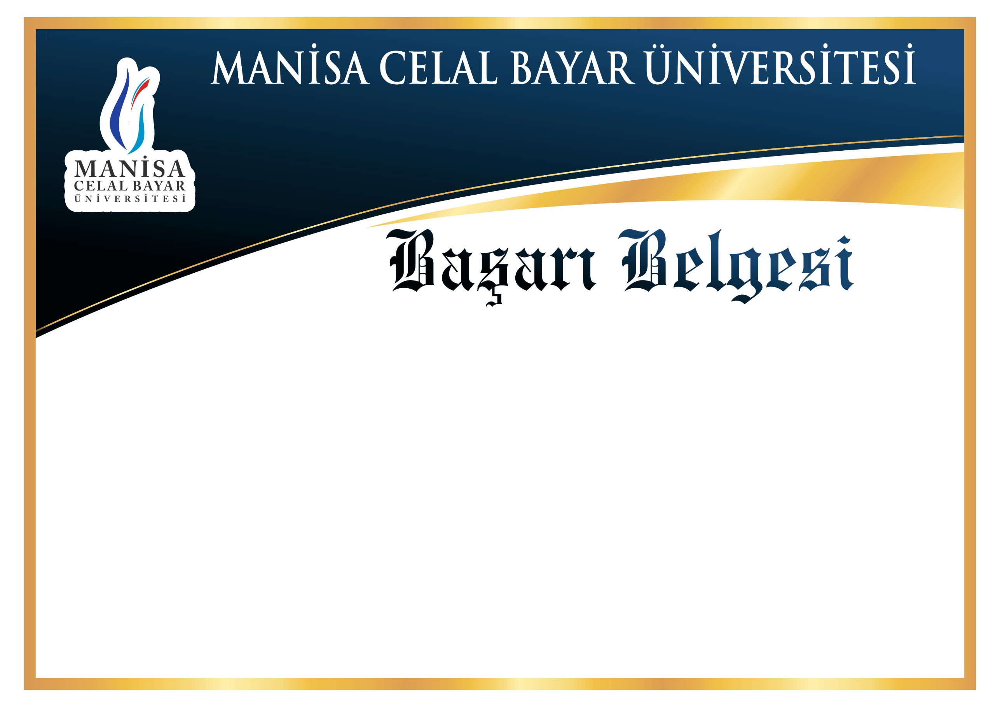 MANİSA CELAL BAYAR ÜNİVERSİTESİ
MANİSA
CELAL BAYAR
ÜNİVERSİTESİ
Başarı Belgesi